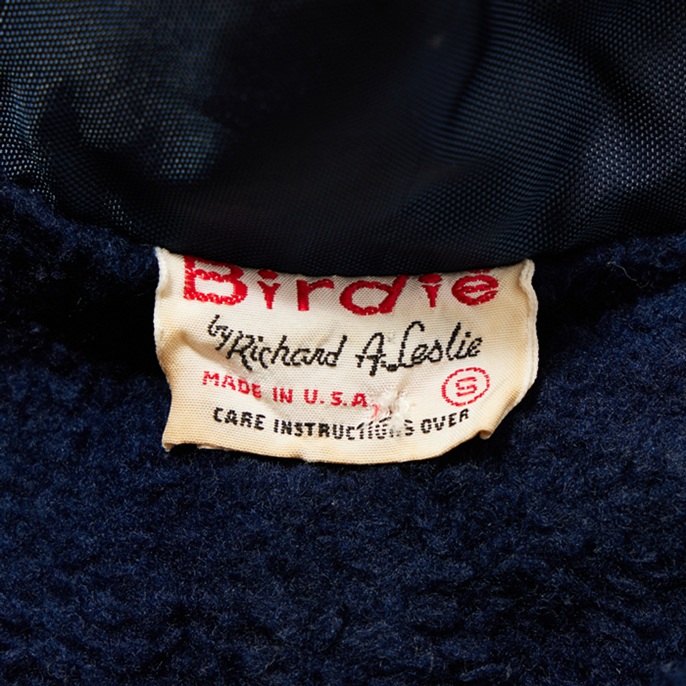 Birdie
by Richard A. Leslie
MADE IN U.S.A.
S
CARE INSTRUCTIONS OVER